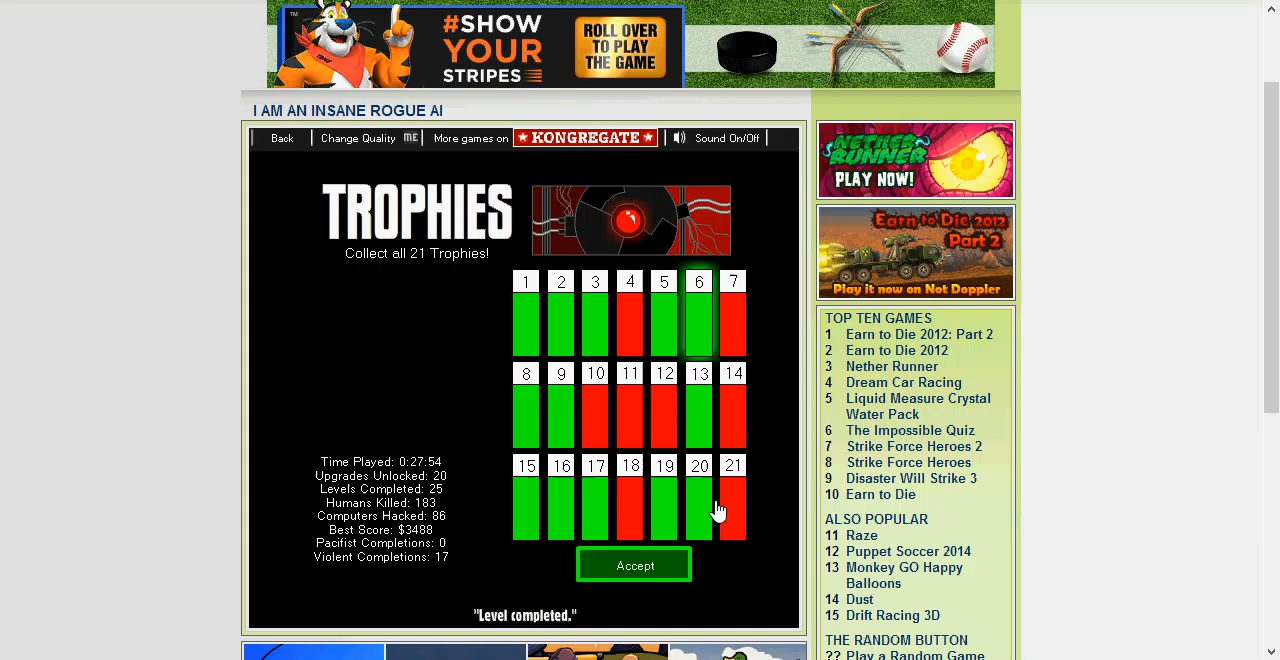 TM
#SHOW
YOUR
STRIPES
ROLL OVER
TO PLAY
THE GAME
I AM AN INSANE ROGUE AI
Back
Change Quality ME
More games on KONGREGATE
Sound On/Off
NETHER
RUNNER
PLAY NOW!
Earn to Die 2012
Part 2
Play it now on Not Doppler
TROPHIES
Collect all 21 Trophies!
1 2 3 4 5 6 7
8 9 10 11 12 13 14
15 16 17 18 19 20 21
Time Played: 0:27:54
Upgrades Unlocked: 20
Levels Completed: 25
Humans Killed: 183
Computers Hacked: 86
Best Score: $3488
Pacifist Completions: 0
Violent Completions: 17
Accept
"Level completed."
TOP TEN GAMES
1 Earn to Die 2012: Part 2
2 Earn to Die 2012
3 Nether Runner
4 Dream Car Racing
5 Liquid Measure Crystal
Water Pack
6 The Impossible Quiz
7 Strike Force Heroes 2
8 Strike Force Heroes
9 Disaster Will Strike 3
10 Earn to Die
ALSO POPULAR
11 Raze
12 Puppet Soccer 2014
13 Monkey GO Happy
Balloons
14 Dust
15 Drift Racing 3D
THE RANDOM BUTTON
?? Play a Random Game